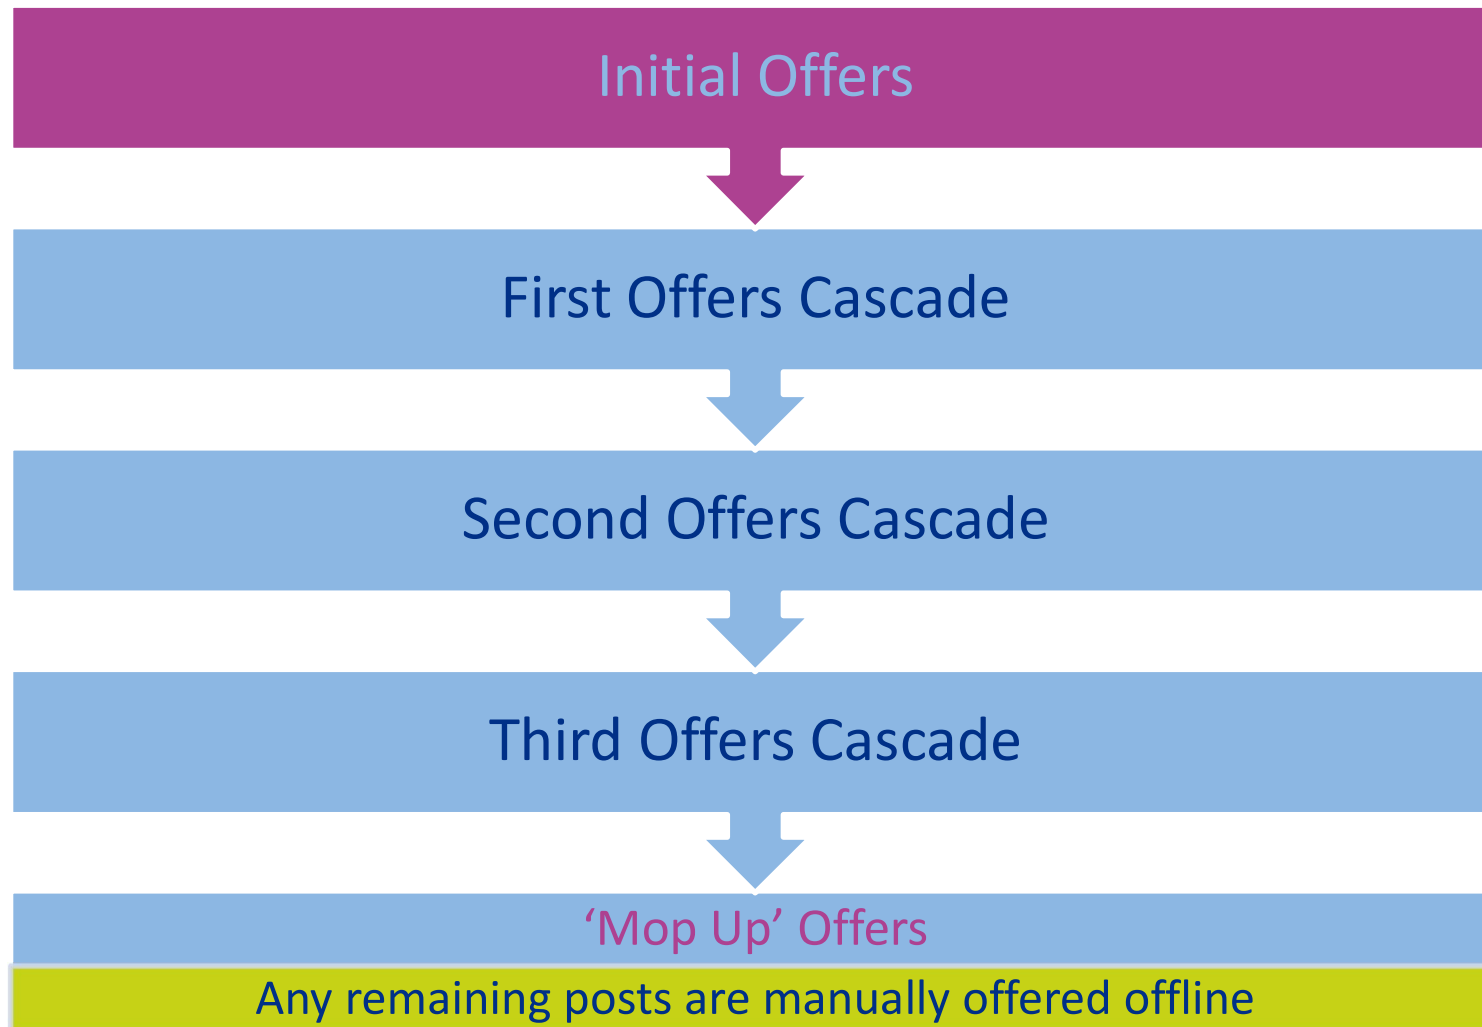 Initial Offers
First Offers Cascade
Second Offers Cascade
Third Offers Cascade
‘Mop Up’ Offers
Any remaining posts are manually offered offline